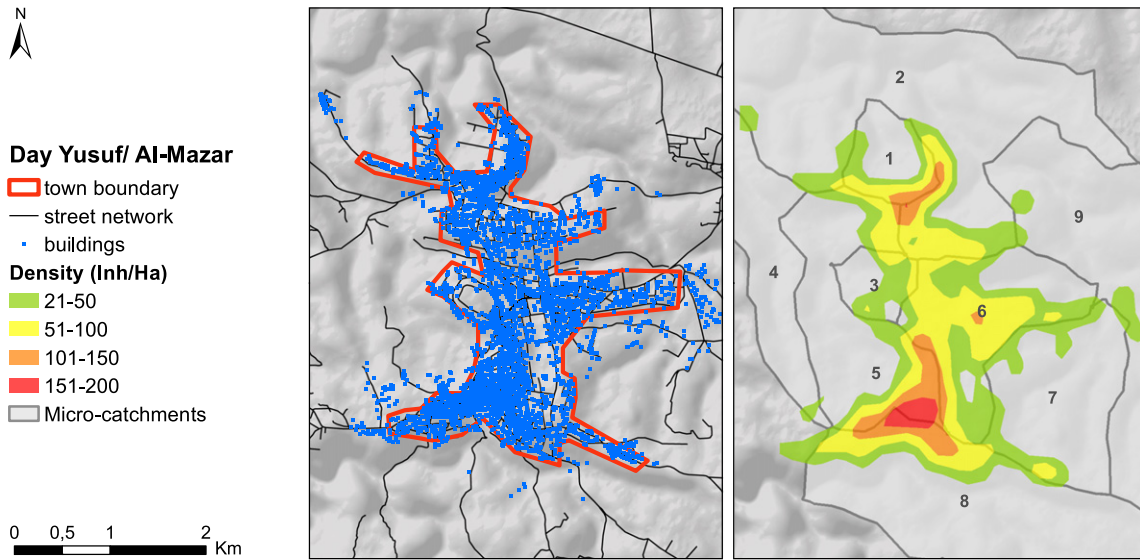 N
Day Yusuf/ Al-Mazar
town boundary
street network
buildings
Density (Inh/Ha)
21-50
51-100
101-150
151-200
Micro-catchments
0 0,5 1 2
Km
2
1
9
4
3
6
5
7
8